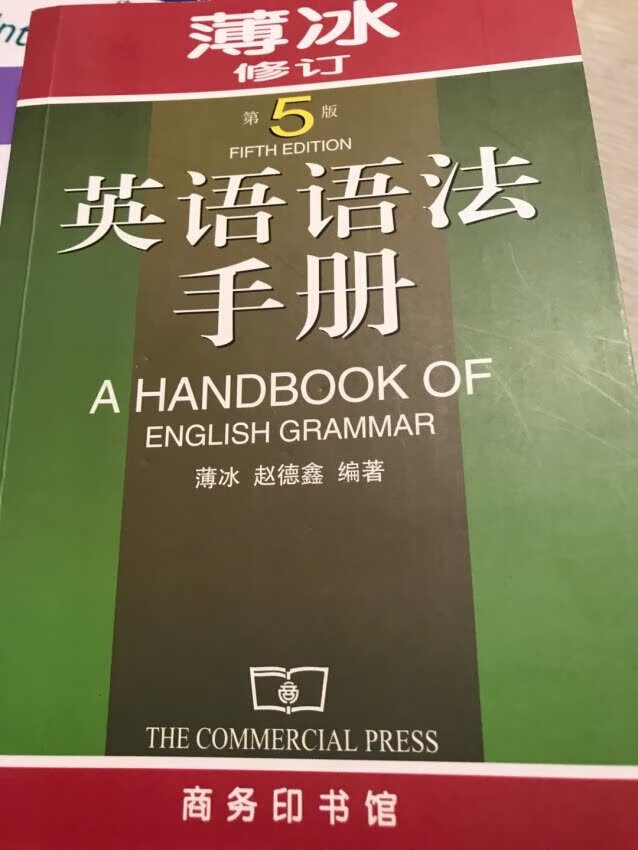 薄冰
修订
第5版
FIFTH EDITION
英语语法
手册
A HANDBOOK OF
ENGLISH GRAMMAR
薄冰 赵德鑫 编著
商
THE COMMERCIAL PRESS
商务印书馆